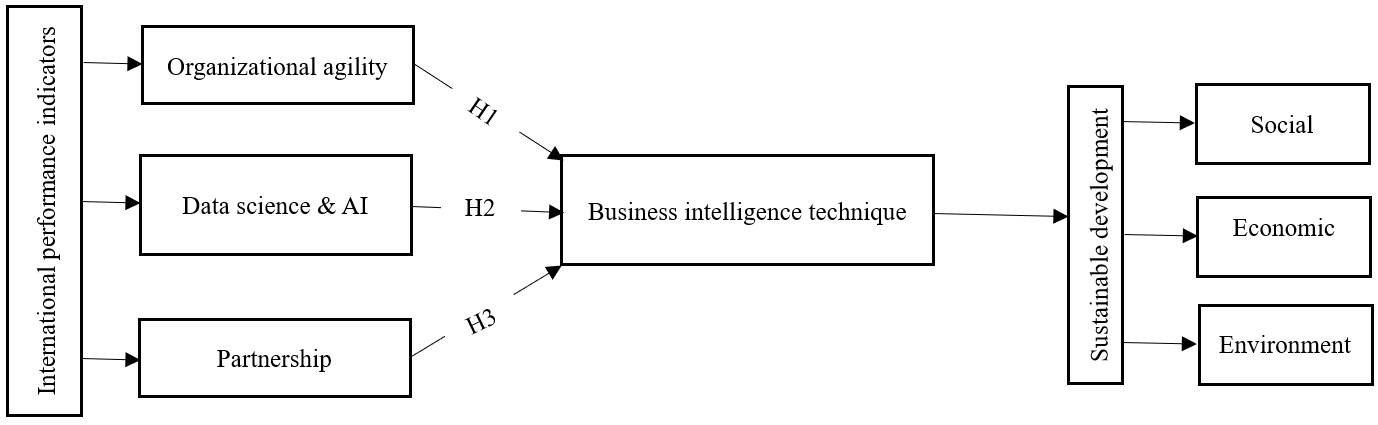 International performance indicators
Organizational agility
Data science & AI
Partnership
H1
H2
H3
Business intelligence technique
Sustainable development
Social
Economic
Environment